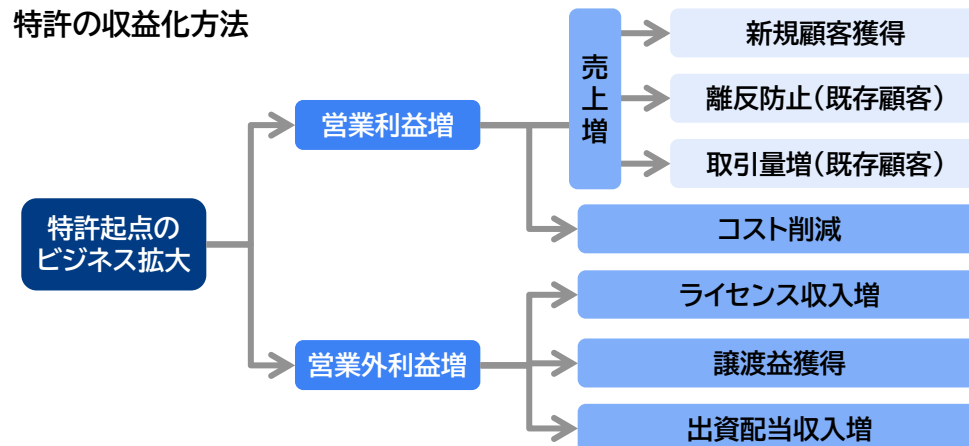 特許の収益化方法
特許起点の
ビジネス拡大
営業利益増
売上増
新規顧客獲得
離反防止(既存顧客)
取引量増(既存顧客)
コスト削減
営業外利益増
ライセンス収入増
譲渡益獲得
出資配当収入増